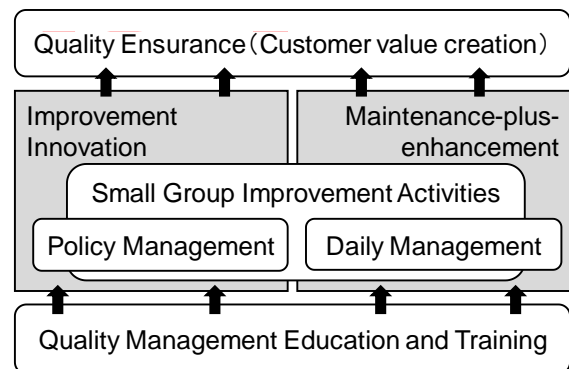 Quality Ensurance(Customer value creation)
Improvement
Innovation
Maintenance-plus-
enhancement
Small Group Improvement Activities
Policy Management
Daily Management
Quality Management Education and Training